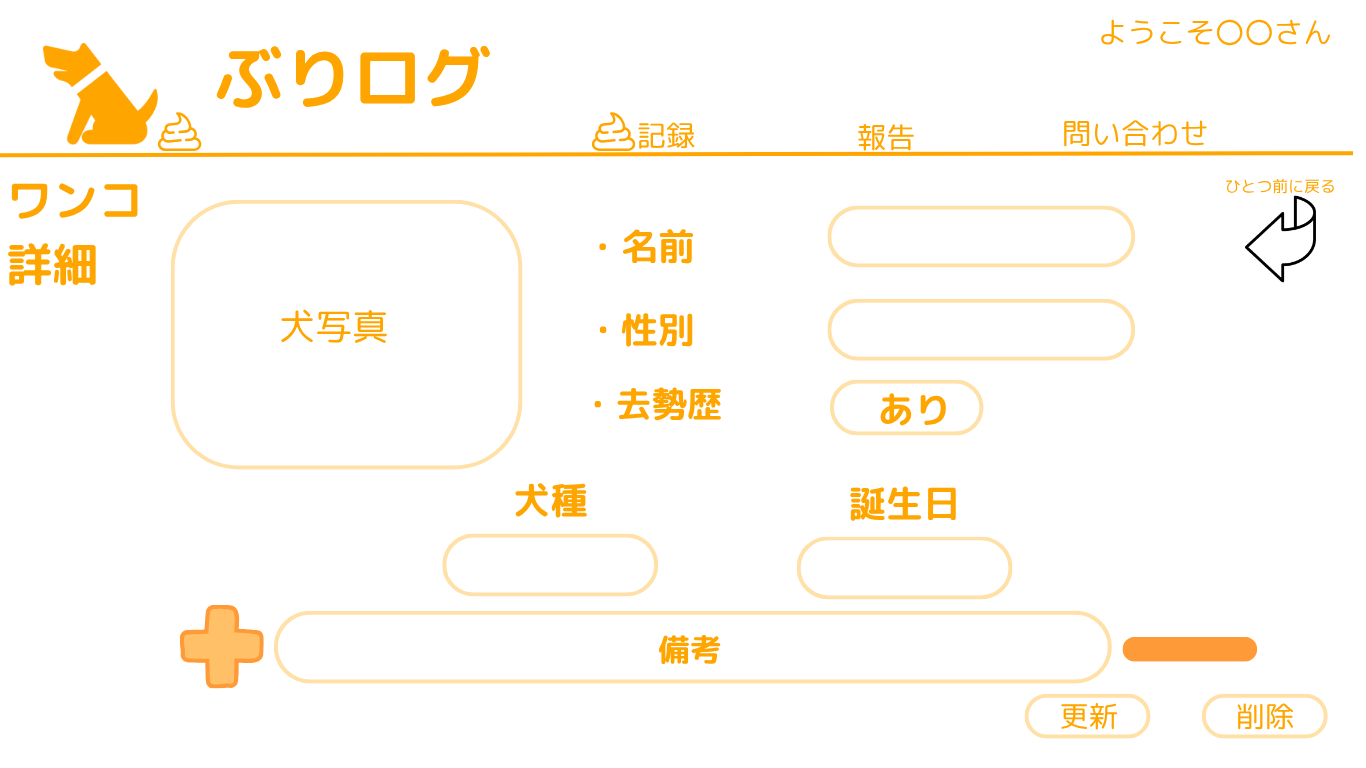 ようこそ〇〇さん
ぶりログ
記録
報告
問い合わせ
ひとつ前に戻る
ワンコ
詳細
犬写真
・名前
・性別
・去勢歴
あり
犬種
誕生日
備考
更新
削除